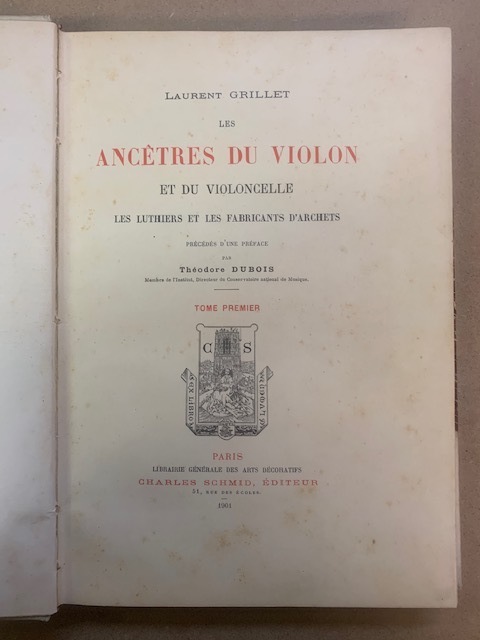 LAURENT GRILLET
LES
ANCÊTRES DU VIOLON
ET DU VIOLONCELLE
LES LUTHIERS ET LES FABRICANTS D'ARCHETS
PRÉCÉDÉS D'UNE PRÉFACE
PAR
Théodore DUBOIS
Membre de l'Institut, Directeur du Conservatoire national de Musique.
TOME PREMIER
C S
PARIS
LIBRAIRIE GÉNÉRALE DES ARTS DÉCORATIFS
CHARLES SCHMID, ÉDITEUR
51, RUE DES ÉCOLES.
1901